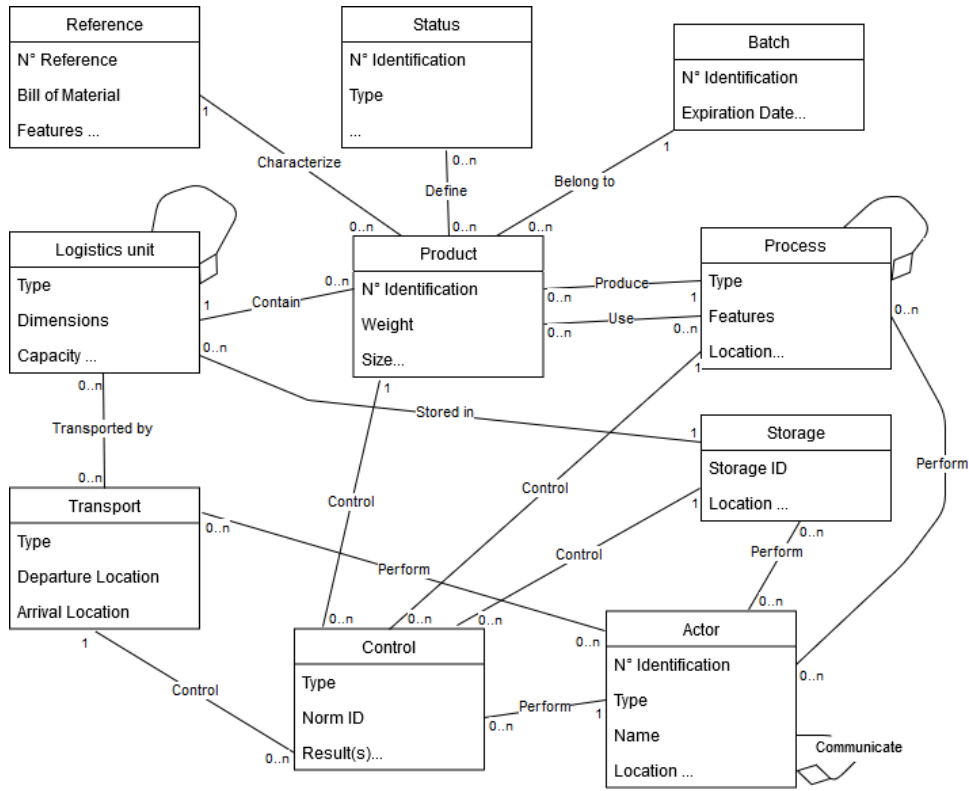 Reference
N° Reference
Bill of Material
Features ...
1
Characterize
0..n
Status
N° Identification
Type
...
0..n
Define
0..n
Batch
N° Identification
Expiration Date...
1
Belong to
0..n
Logistics unit
Type
Dimensions
Capacity ...
1
Contain
0..n
0..n
0..n
Product
N° Identification
Weight
Size...
0..n
Produce
1
0..n
Use
0..n
1
Process
Type
Features
Location...
1
0..n
Stored in
1
Transported by
0..n
Storage
Storage ID
Location ...
1
0..n
Perform
Control
Control
Control
Perform
0..n
Transport
Type
Departure Location
Arrival Location
0..n
Perform
0..n
1
Control
0..n
0..n
0..n
0..n
Control
Type
Norm ID
Result(s)...
0..n
Perform
1
Actor
N° Identification
Type
Name
Location ...
0..n
Communicate